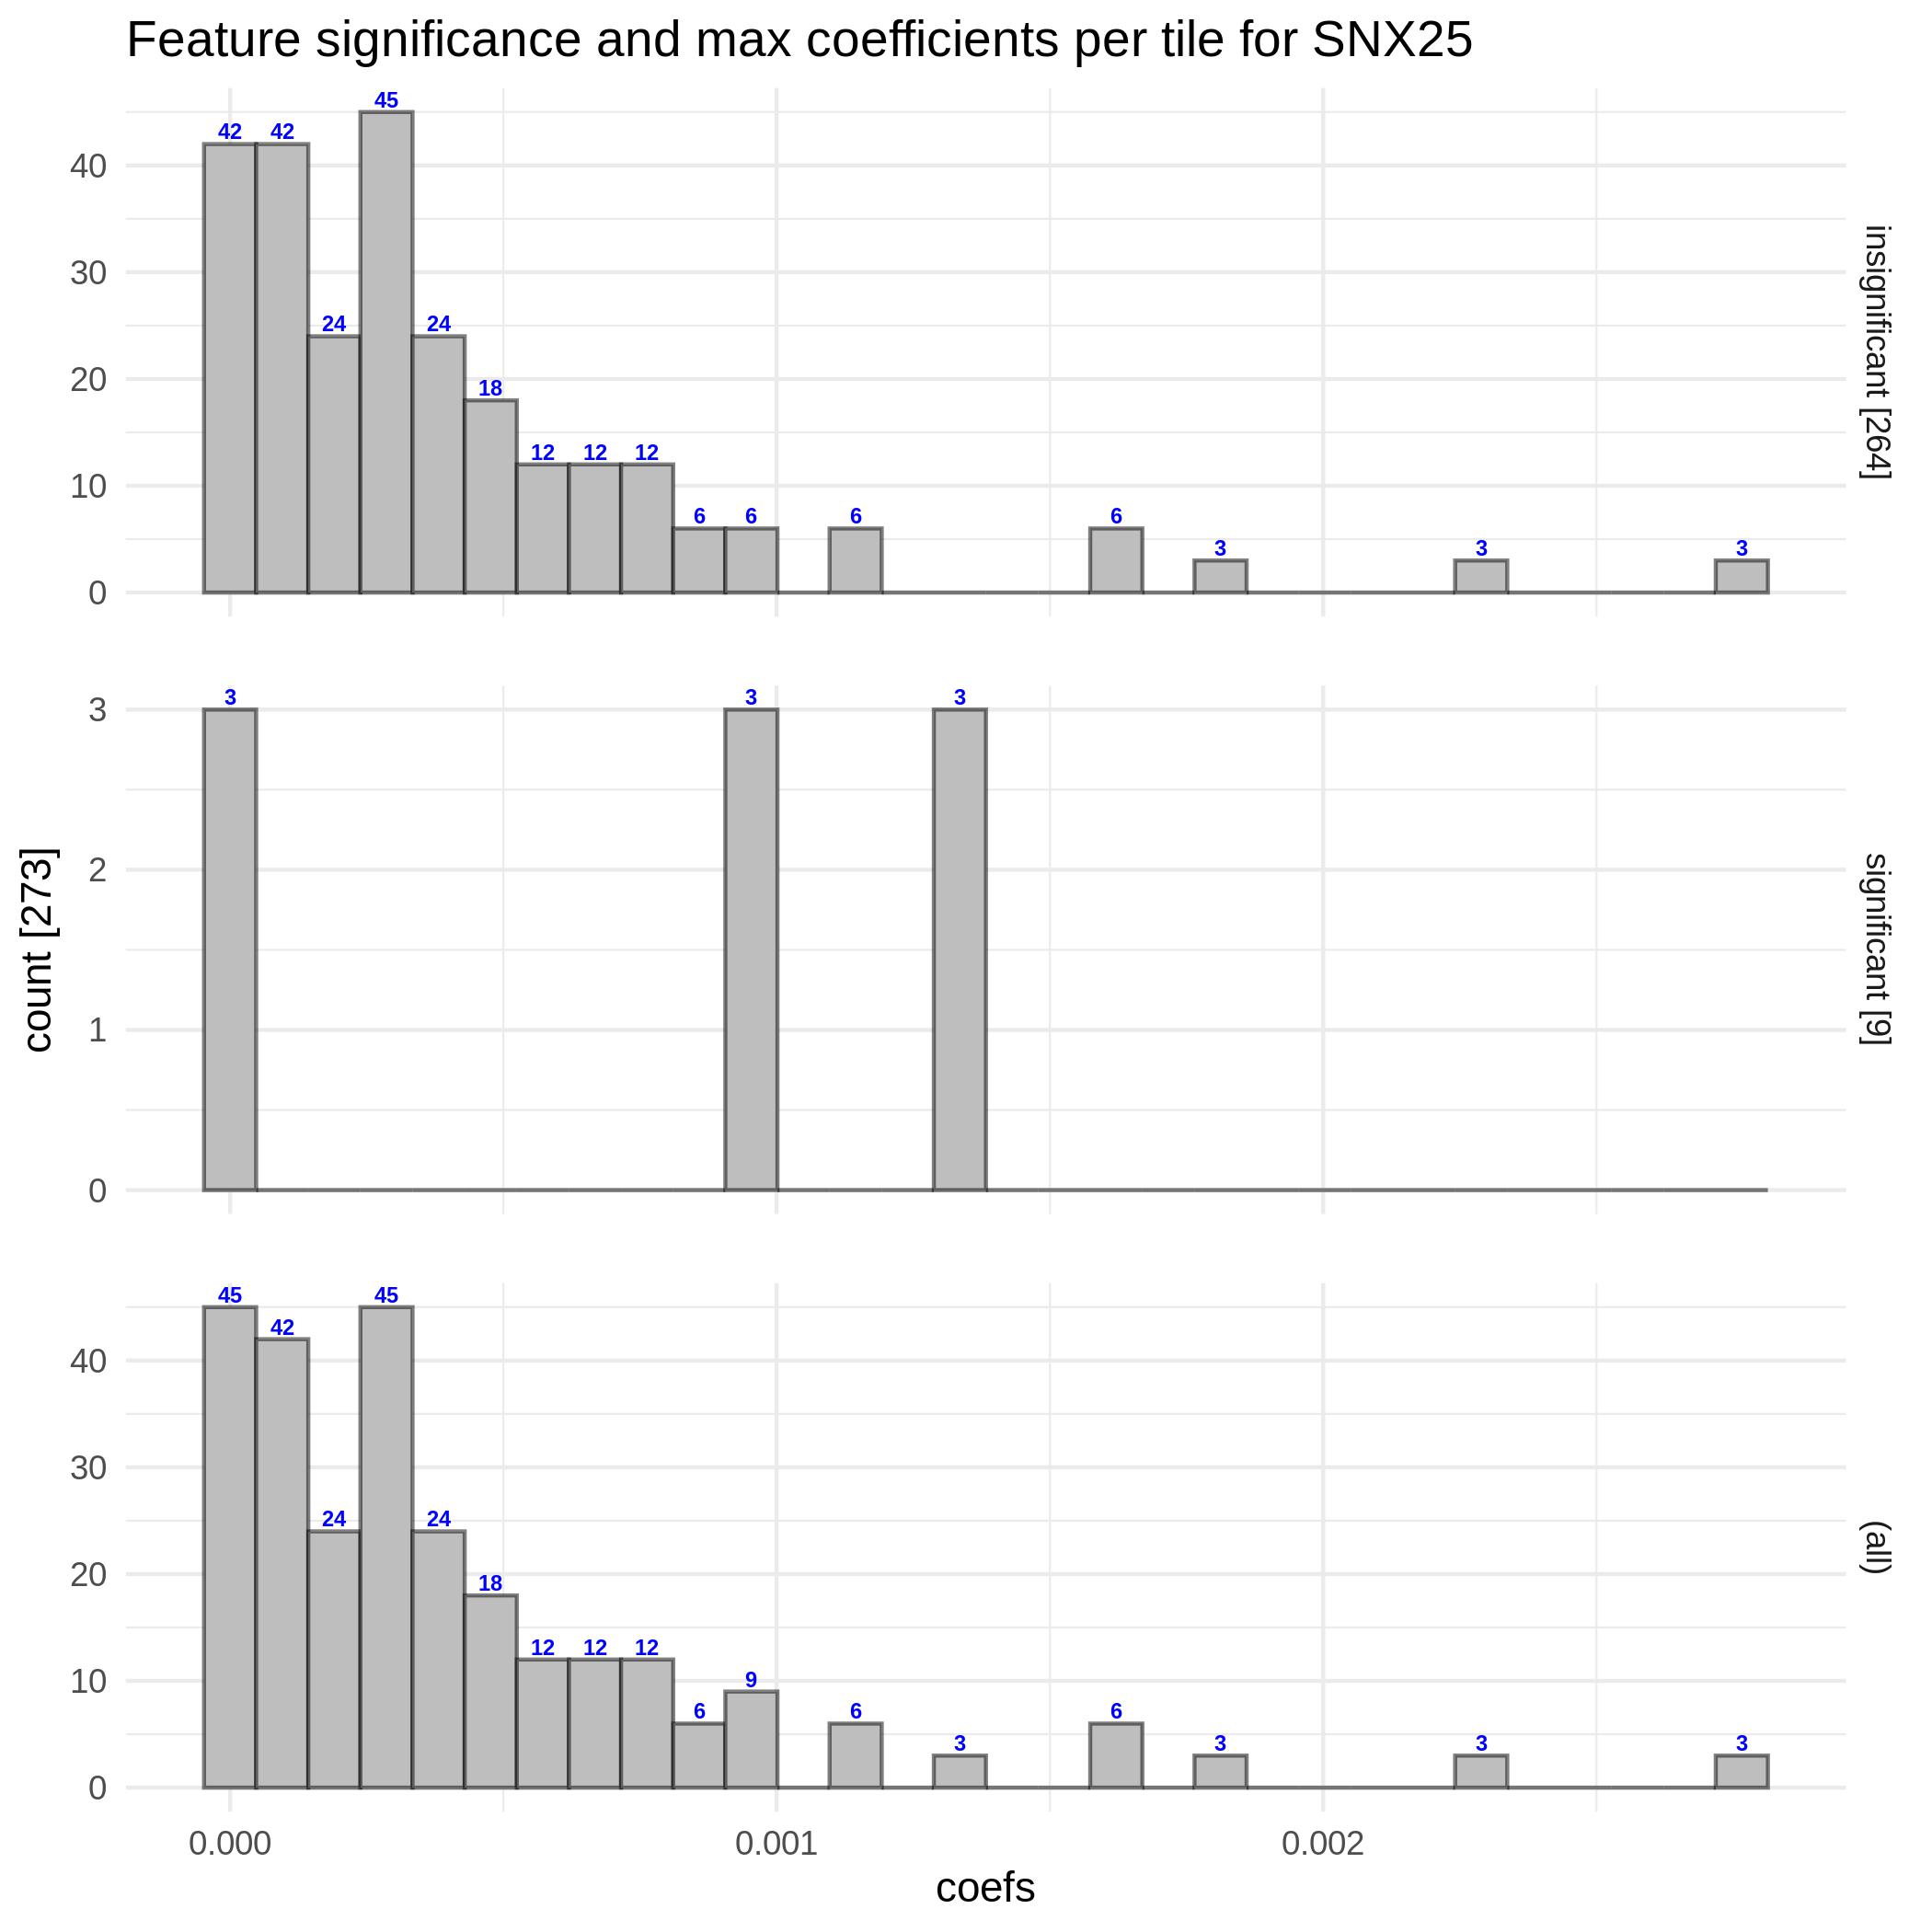 Feature significance and max coefficients per tile for SNX25
45
42 42
40
30
24 24
20
18
12 12 12
10
6 6 6 6
3 3 3
0
insignificant [264]
3 3 3
3
2
1
0
count [273]
significant [9]
45 45
42
40
30
24 24
20
18
12 12 12
10
9
6 6 6
3 3 3 3
0
(all)
0.000 0.001 0.002
coefs